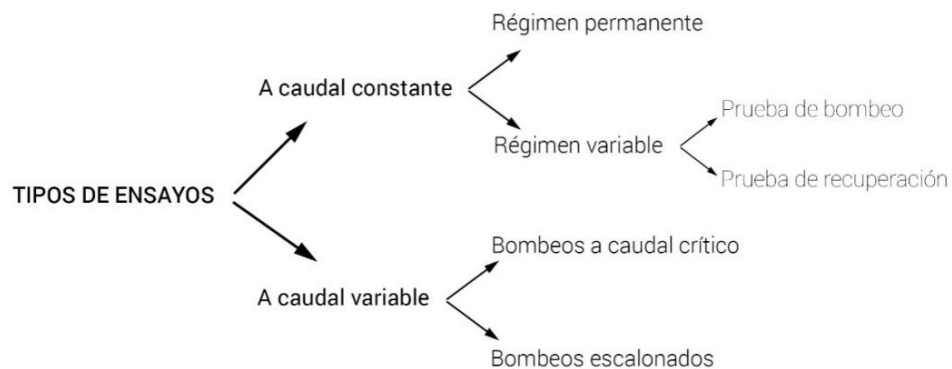 Régimen permanente
A caudal constante
Prueba de bombeo
Régimen variable
Prueba de recuperación
TIPOS DE ENSAYOS
Bombeos a caudal crítico
A caudal variable
Bombeos escalonados